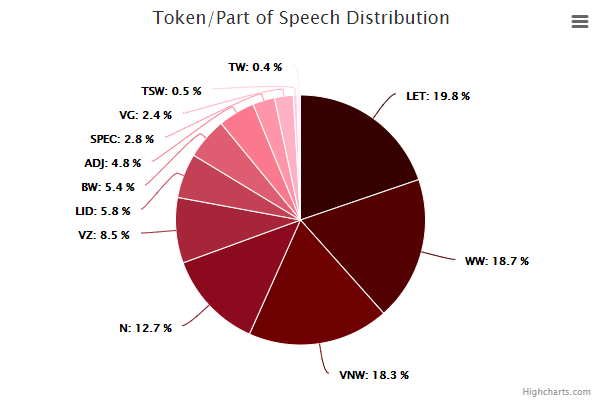 Token/Part of Speech Distribution
TW: 0.4 %
TSW: 0.5 %
VG: 2.4 %
SPEC: 2.8 %
ADJ: 4.8 %
BW: 5.4 %
LID: 5.8 %
VZ: 8.5 %
N: 12.7 %
LET: 19.8 %
WW: 18.7 %
VNW: 18.3 %
Highcharts.com